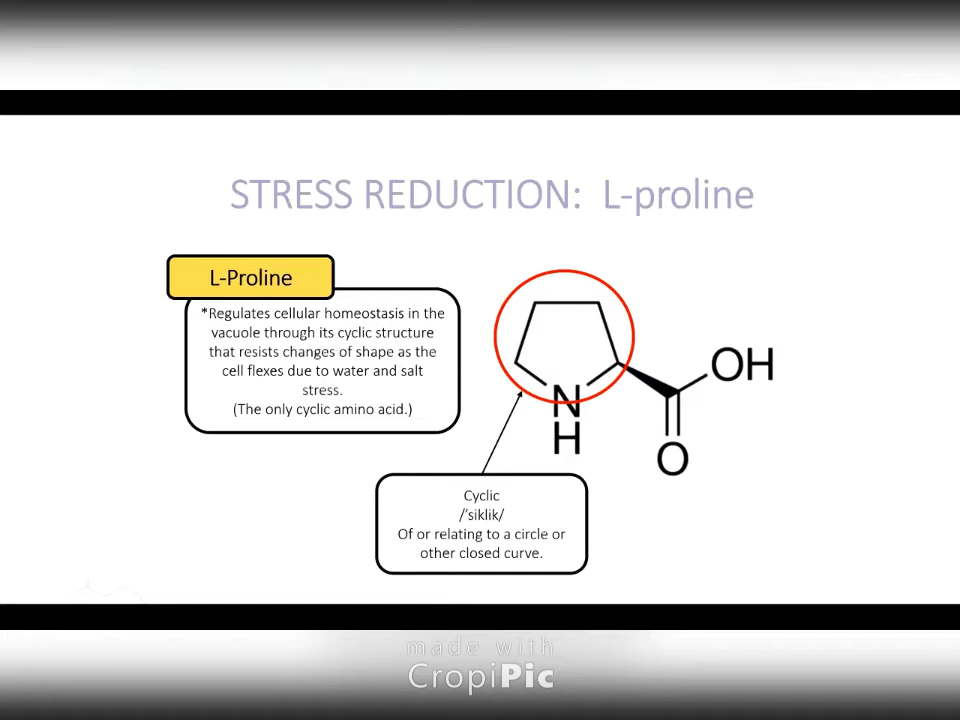 STRESS REDUCTION: L-proline
L-Proline
*Regulates cellular homeostasis in the
vacuole through its cyclic structure
that resists changes of shape as the
cell flexes due to water and salt
stress.
(The only cyclic amino acid.)
OH
N
H
O
Cyclic
/'siklik/
Of or relating to a circle or
other closed curve.
made with
CropiPic